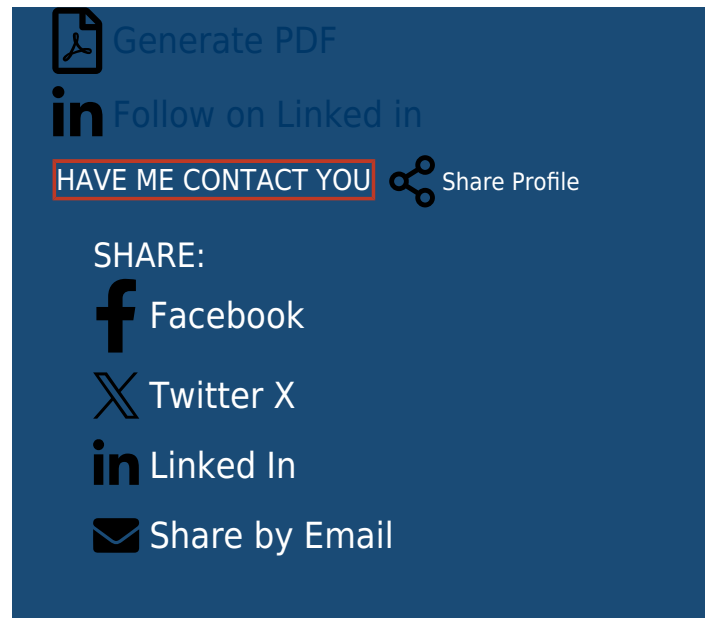 Generate PDF
Follow on Linked in
HAVE ME CONTACT YOU Share Profile
SHARE:
Facebook
Twitter X
Linked In
Share by Email